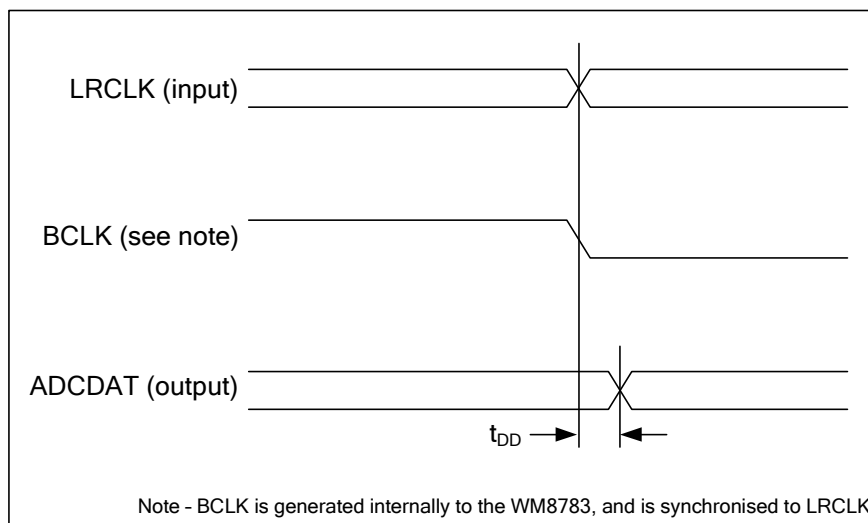 LRCLK (input)
BCLK (see note)
ADCDAT (output)
tDD
Note - BCLK is generated internally to the WM8783, and is synchronised to LRCLK